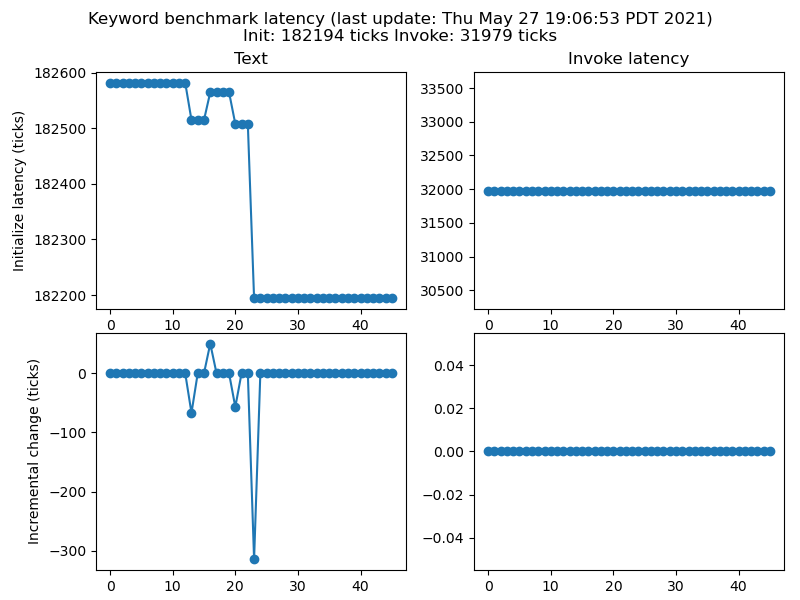 Keyword benchmark latency (last update: Thu May 27 19:06:53 PDT 2021)
Init: 182194 ticks Invoke: 31979 ticks
Text
Initialize latency (ticks)
182600
182500
182400
182300
182200
0 10 20 30 40
Invoke latency
33500
33000
32500
32000
31500
31000
30500
0 10 20 30 40
Incremental change (ticks)
0
−100
−200
−300
0 10 20 30 40
0.04
0.02
0.00
−0.02
−0.04
0 10 20 30 40